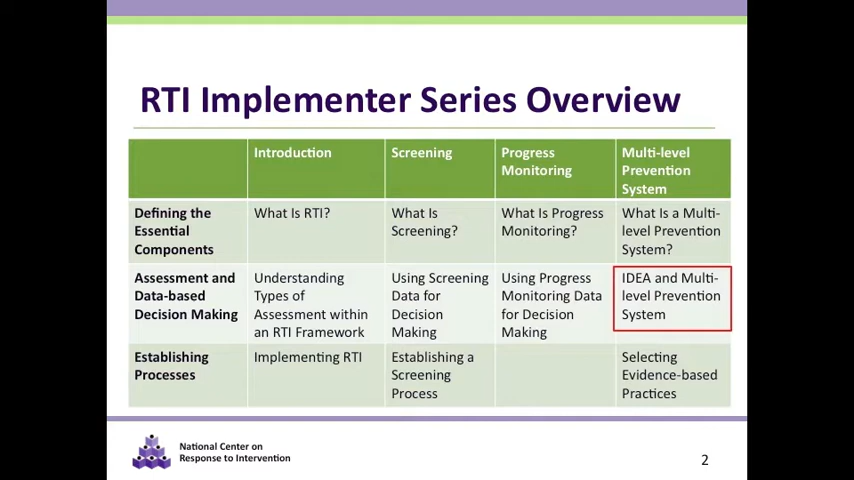 RTI Implementer Series Overview
Introduction
Screening
Progress
Monitoring
Multi-level
Prevention
System
Defining the
Essential
Components
What Is RTI?
What Is
Screening?
What Is Progress
Monitoring?
What Is a Multi-
level Prevention
System?
Assessment and
Data-based
Decision Making
Understanding
Types of
Assessment within
an RTI Framework
Using Screening
Data for
Decision
Making
Using Progress
Monitoring Data
for Decision
Making
IDEA and Multi-
level Prevention
System
Establishing
Processes
Implementing RTI
Establishing a
Screening
Process
Selecting
Evidence-based
Practices
National Center on
Response to Intervention
2